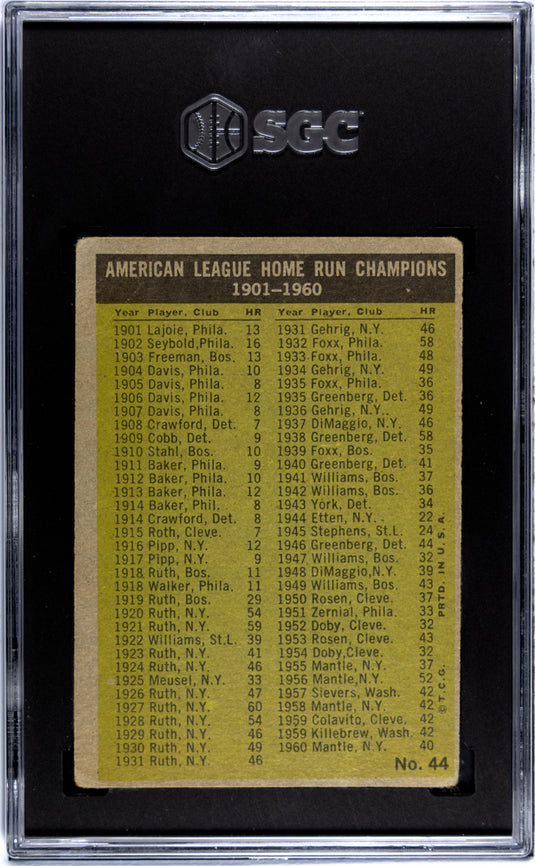 SGC
AMERICAN LEAGUE HOME RUN CHAMPIONS
1901–1960
Year Player, Club HR
1901 Lajoie, Phila. 13
1902 Seybold,Phila. 16
1903 Freeman, Bos. 13
1904 Davis, Phila. 10
1905 Davis, Phila. 8
1906 Davis, Phila. 12
1907 Davis, Phila. 8
1908 Crawford, Det. 7
1909 Cobb, Det. 9
1910 Stahl, Bos. 10
1911 Baker, Phila. 9
1912 Baker, Phila. 10
1913 Baker, Phila. 12
1914 Baker, Phil. 8
1914 Crawford, Det. 8
1915 Roth, Cleve. 7
1916 Pipp, N.Y. 12
1917 Pipp, N.Y. 9
1918 Ruth, Bos. 11
1918 Walker, Phila. 11
1919 Ruth, Bos. 29
1920 Ruth, N.Y. 54
1921 Ruth, N.Y. 59
1922 Williams, St.L. 39
1923 Ruth, N.Y. 41
1924 Ruth, N.Y. 46
1925 Meusel, N.Y. 33
1926 Ruth, N.Y. 47
1927 Ruth, N.Y. 60
1928 Ruth, N.Y. 54
1929 Ruth, N.Y. 46
1930 Ruth, N.Y. 49
1931 Ruth, N.Y. 46
Year Player, Club HR
1931 Gehrig, N.Y. 46
1932 Foxx, Phila. 58
1933 Foxx, Phila. 48
1934 Gehrig, N.Y. 49
1935 Foxx, Phila. 36
1935 Greenberg, Det. 36
1936 Gehrig, N.Y. 49
1937 DiMaggio, N.Y. 46
1938 Greenberg, Det. 58
1939 Foxx, Bos. 35
1940 Greenberg, Det. 41
1941 Williams, Bos. 37
1942 Williams, Bos. 36
1943 York, Det. 34
1944 Etten, N.Y. 22
1945 Stephens, St.L. 24
1946 Greenberg, Det. 44
1947 Williams, Bos. 32
1948 DiMaggio,N.Y. 39
1949 Williams, Bos. 43
1950 Rosen, Cleve. 37
1951 Zernial, Phila. 33
1952 Doby, Cleve. 32
1953 Rosen, Cleve. 43
1954 Doby,Cleve. 32
1955 Mantle, N.Y. 37
1956 Mantle,N.Y. 52
1957 Sievers, Wash. 42
1958 Mantle, N.Y. 42
1959 Colavito, Cleve. 42
1959 Killebrew, Wash. 42
1960 Mantle, N.Y. 40
© T.C.G. PRTD. IN U.S.A.
No. 44